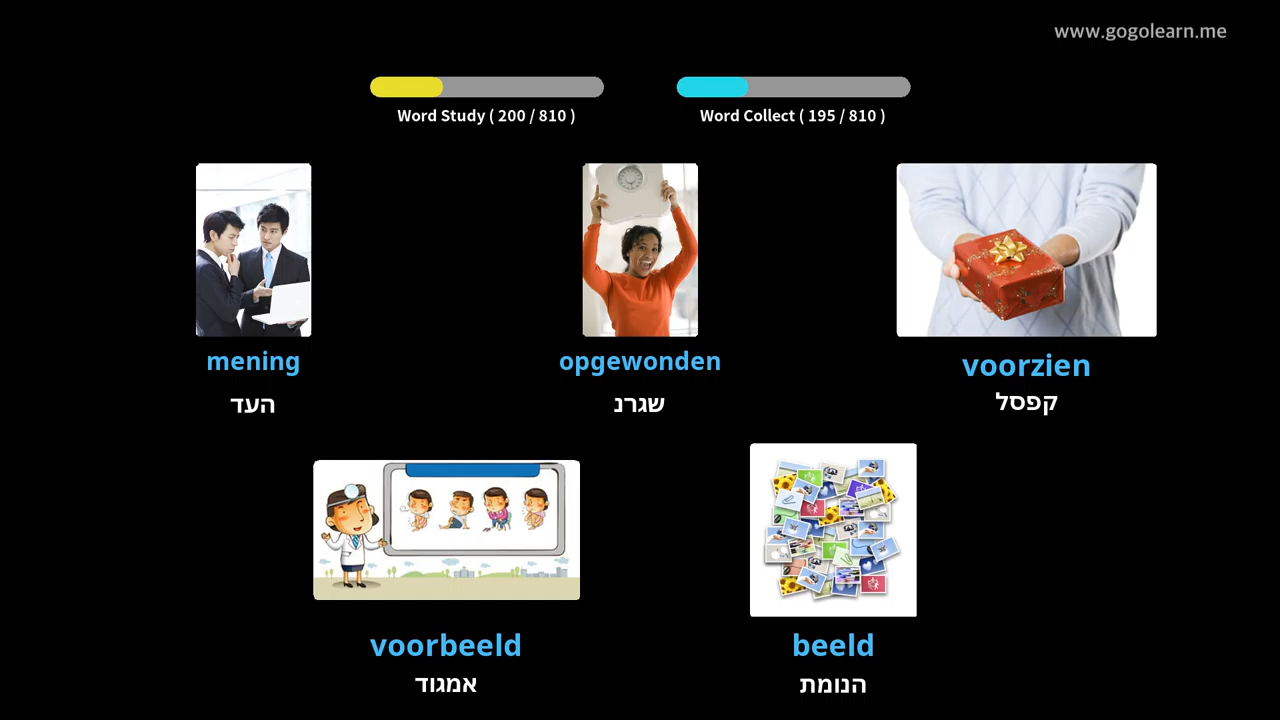 www.gogolearn.me
Word Study ( 200 / 810 )
Word Collect ( 195 / 810 )
mening
העד
opgewonden
שגרנ
voorzien
קפסל
voorbeeld
אמגוד
beeld
הנומת